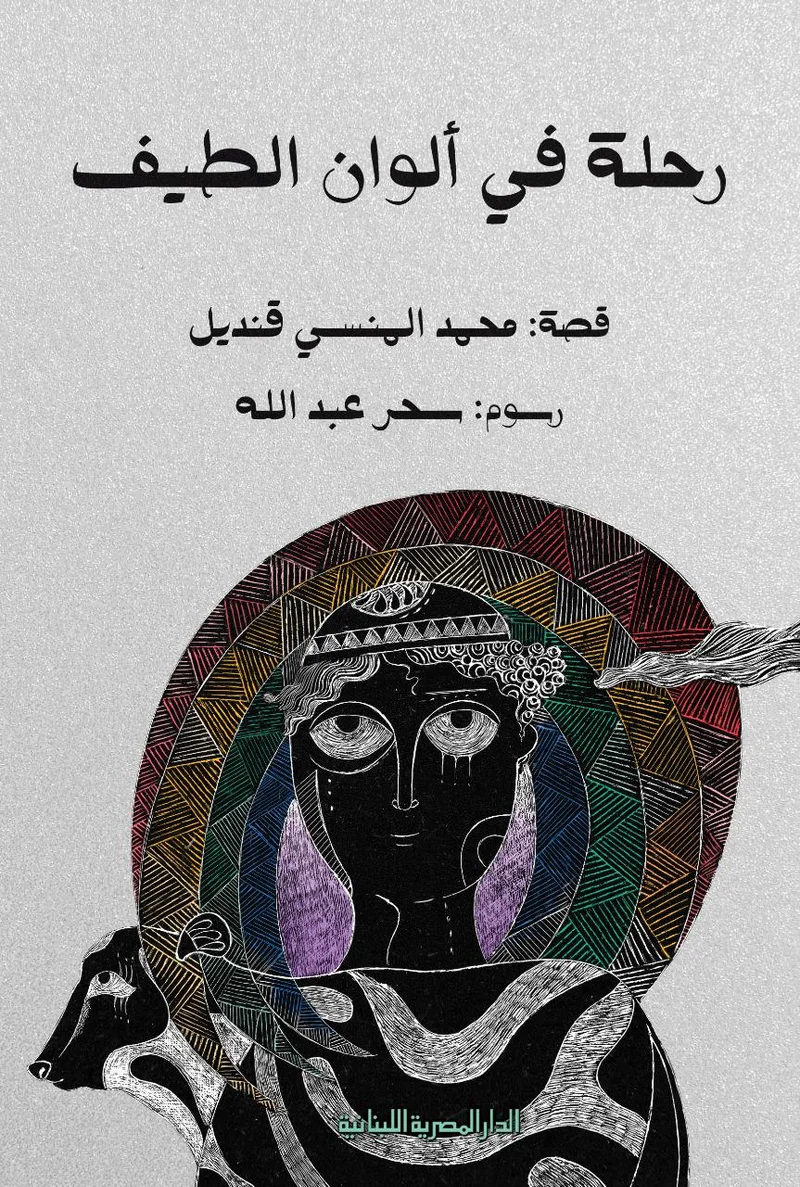 رحلة في ألوان الطيف
قصة: محمد المنسي قنديل
رسوم: سحر عبد الله
الدار المصرية اللبنانية